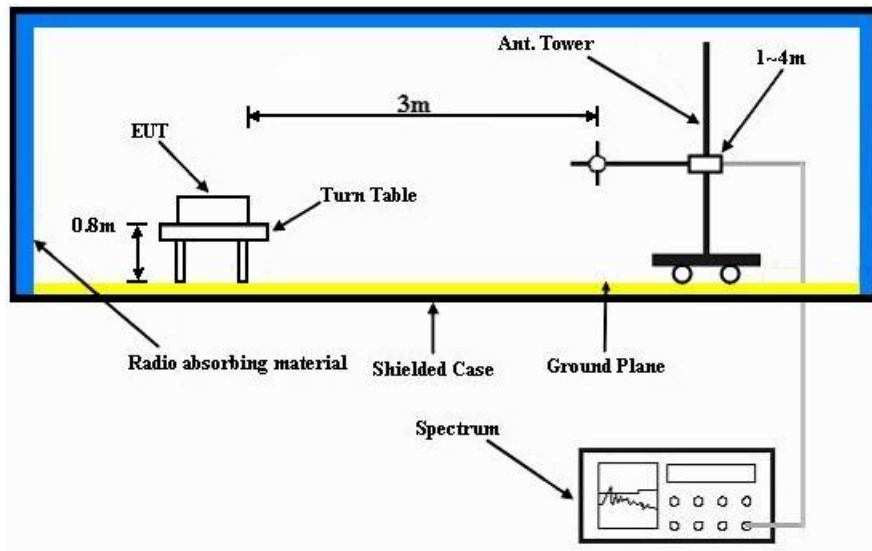 Ant. Tower
1~4m
3m
EUT
Turn Table
0.8m
Radio absorbing material
Shielded Case
Ground Plane
Spectrum